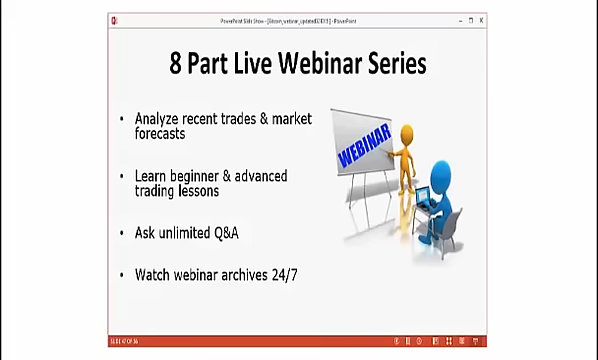 8 Part Live Webinar Series
• Analyze recent trades & market
forecasts
WEBINAR
• Learn beginner & advanced
trading lessons
• Ask unlimited Q&A
• Watch webinar archives 24/7